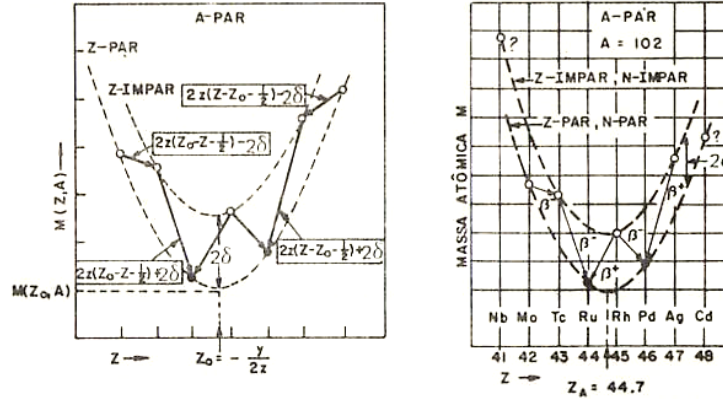 A-PAR
Z-PAR
Z-IMPAR
2z(Z-Z₀-½)-2δ
2z(Z₀-Z-½)-2δ
M(Z,A)
2δ
2z(Z-Z₀-½)+2δ
2z(Z₀-Z-½)+2δ
M(Z₀,A)
Z → Z₀ = - y/2z
A-PAR
A = 102
?
Z-IMPAR, N-IMPAR
Z-PAR, N-PAR
?
2δ
MASSA ATÔMICA M
β⁻
β⁺
β⁻
β⁻
β⁺
Nb Mo Tc Ru Rh Pd Ag Cd
41 42 43 44 45 46 47 48
Z → Z_A = 44.7